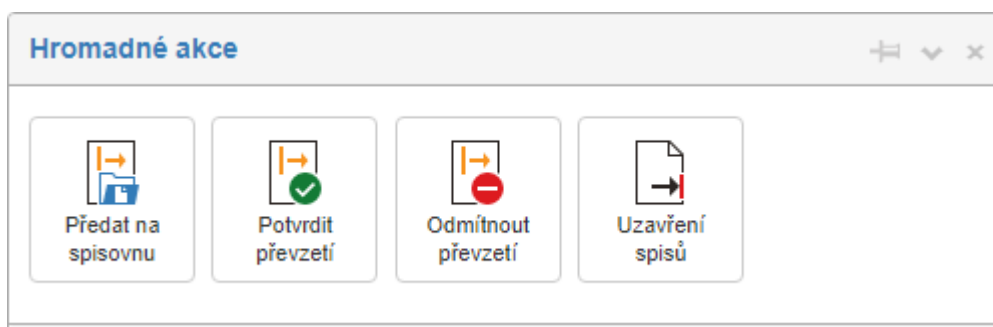 Hromadné akce
Předat na
spisovnu
Potvrdit
převzetí
Odmítnout
převzetí
Uzavření
spisů